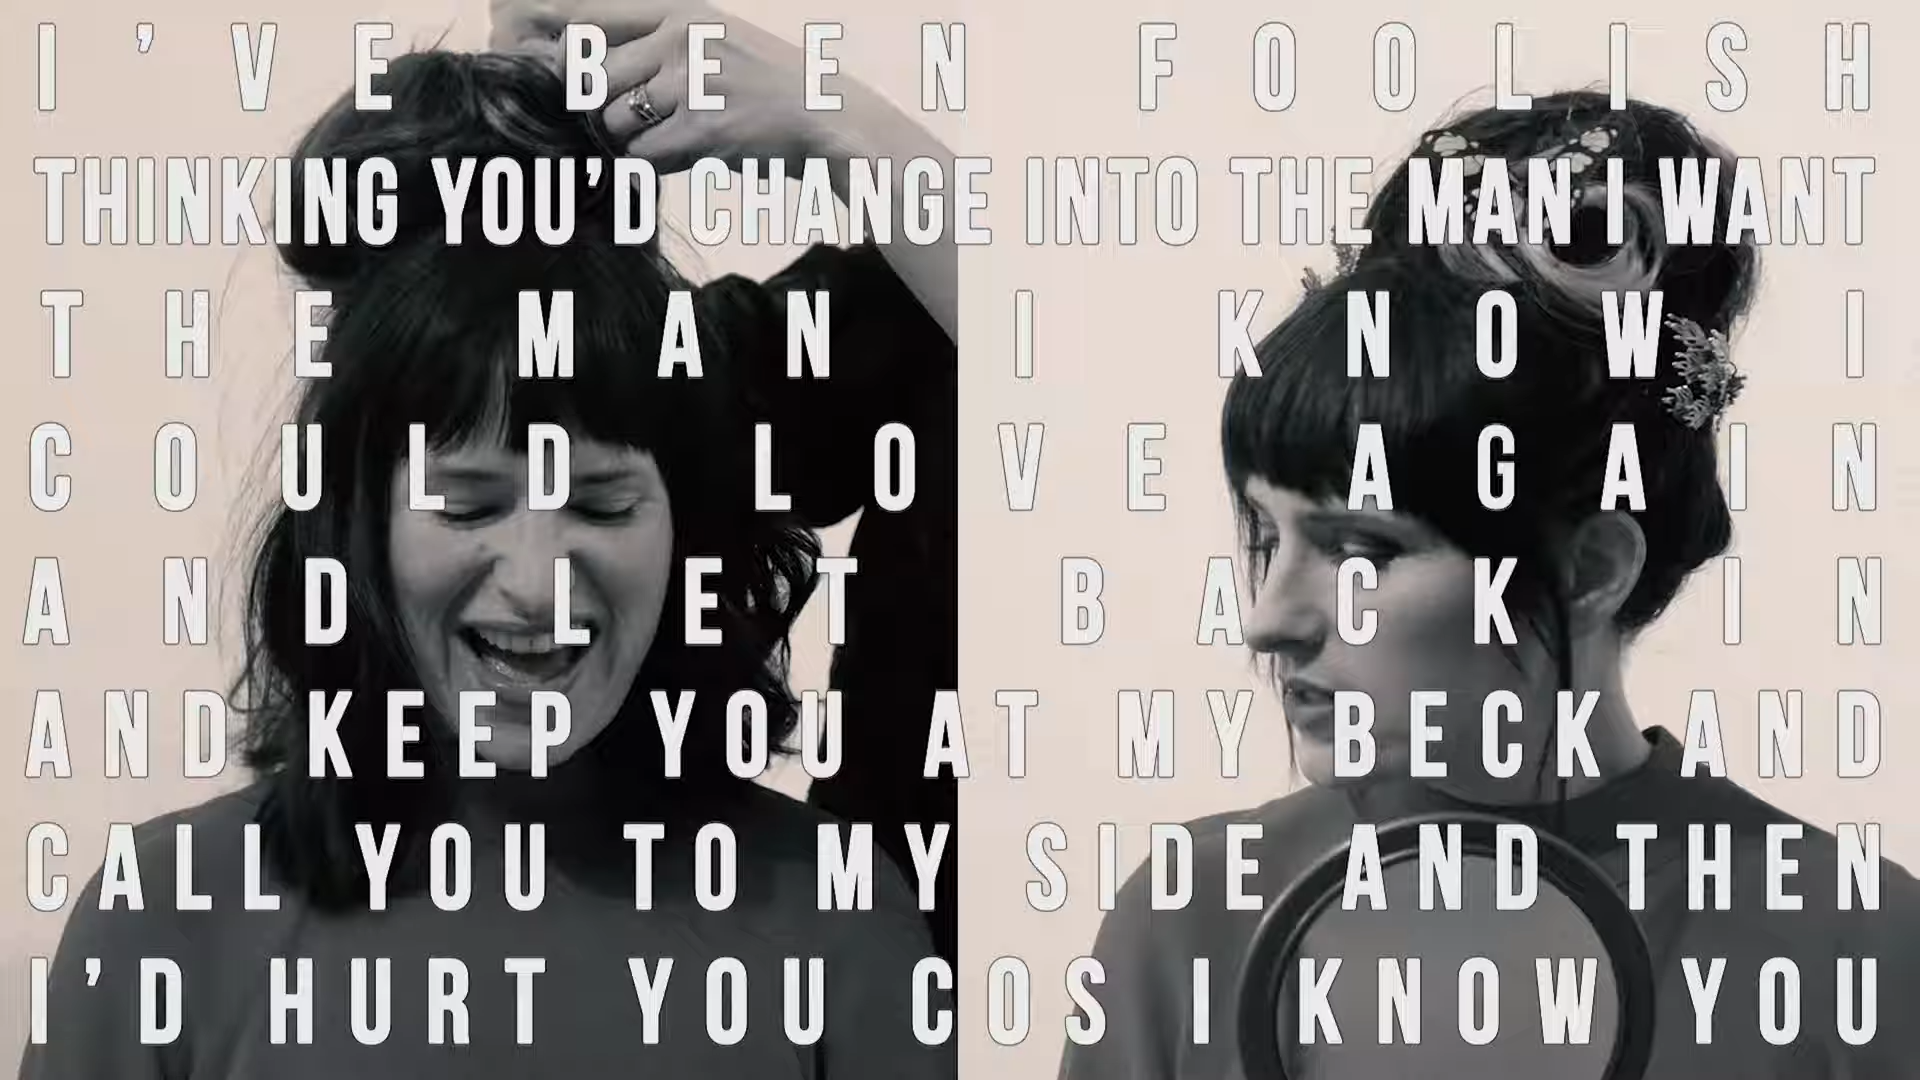 I'VE BEEN FOOLISH
THINKING YOU'D CHANGE INTO THE MAN I WANT
THE MAN I KNOW I
COULD LOVE AGAIN
AND LET BACK IN
AND KEEP YOU AT MY BECK AND
CALL YOU TO MY SIDE AND THEN
I'D HURT YOU COS I KNOW YOU